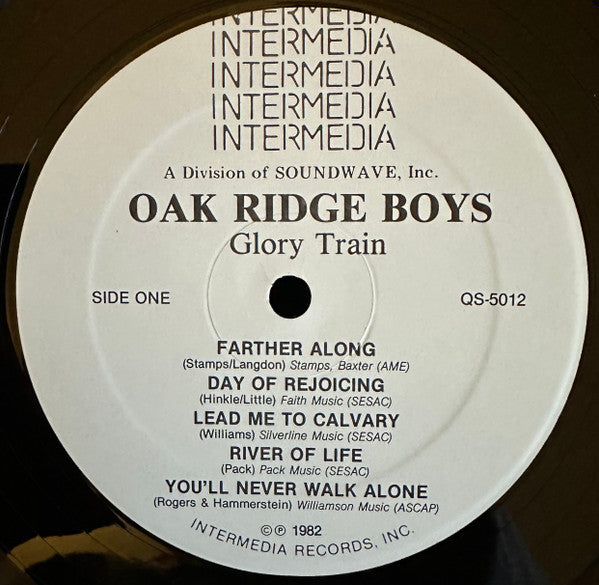 INTERMEDIA
INTERMEDIA
INTERMEDIA
INTERMEDIA
INTERMEDIA
A Division of SOUNDWAVE, Inc.
OAK RIDGE BOYS
Glory Train
SIDE ONE QS-5012
FARTHER ALONG
(Stamps/Langdon) Stamps, Baxter (AME)
DAY OF REJOICING
(Hinkle/Little) Faith Music (SESAC)
LEAD ME TO CALVARY
(Williams) Silverline Music (SESAC)
RIVER OF LIFE
(Pack) Pack Music (SESAC)
YOU'LL NEVER WALK ALONE
(Rogers & Hammerstein) Williamson Music (ASCAP)
©℗ 1982
INTERMEDIA RECORDS, INC.